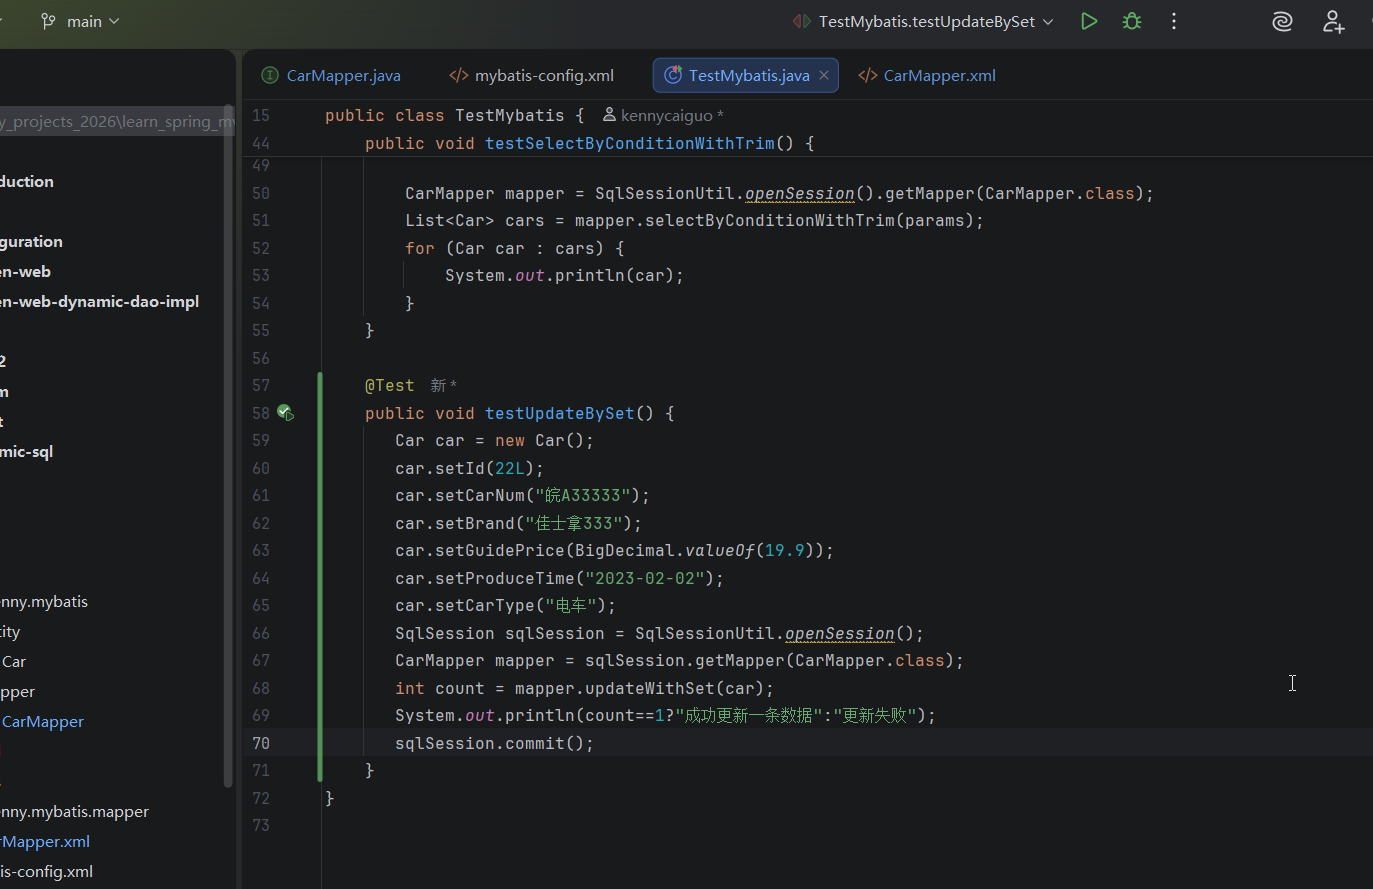 main
TestMybatis.testUpdateBySet
CarMapper.java
mybatis-config.xml
TestMybatis.java
CarMapper.xml
y_projects_2026\learn_spring_m
duction
guration
en-web
en-web-dynamic-dao-impl
2
m
t
mic-sql
enny.mybatis
tity
Car
apper
CarMapper
enny.mybatis.mapper
rMapper.xml
is-config.xml
15 public class TestMybatis { kennycaiguo *
44 public void testSelectByConditionWithTrim() {
49
50 CarMapper mapper = SqlSessionUtil.openSession().getMapper(CarMapper.class);
51 List<Car> cars = mapper.selectByConditionWithTrim(params);
52 for (Car car : cars) {
53 System.out.println(car);
54 }
55 }
56
57 @Test 新 *
58 public void testUpdateBySet() {
59 Car car = new Car();
60 car.setId(22L);
61 car.setCarNum("皖A33333");
62 car.setBrand("佳士拿333");
63 car.setGuidePrice(BigDecimal.valueOf(19.9));
64 car.setProduceTime("2023-02-02");
65 car.setCarType("电车");
66 SqlSession sqlSession = SqlSessionUtil.openSession();
67 CarMapper mapper = sqlSession.getMapper(CarMapper.class);
68 int count = mapper.updateWithSet(car);
69 System.out.println(count==1?"成功更新一条数据":"更新失败");
70 sqlSession.commit();
71 }
72 }
73